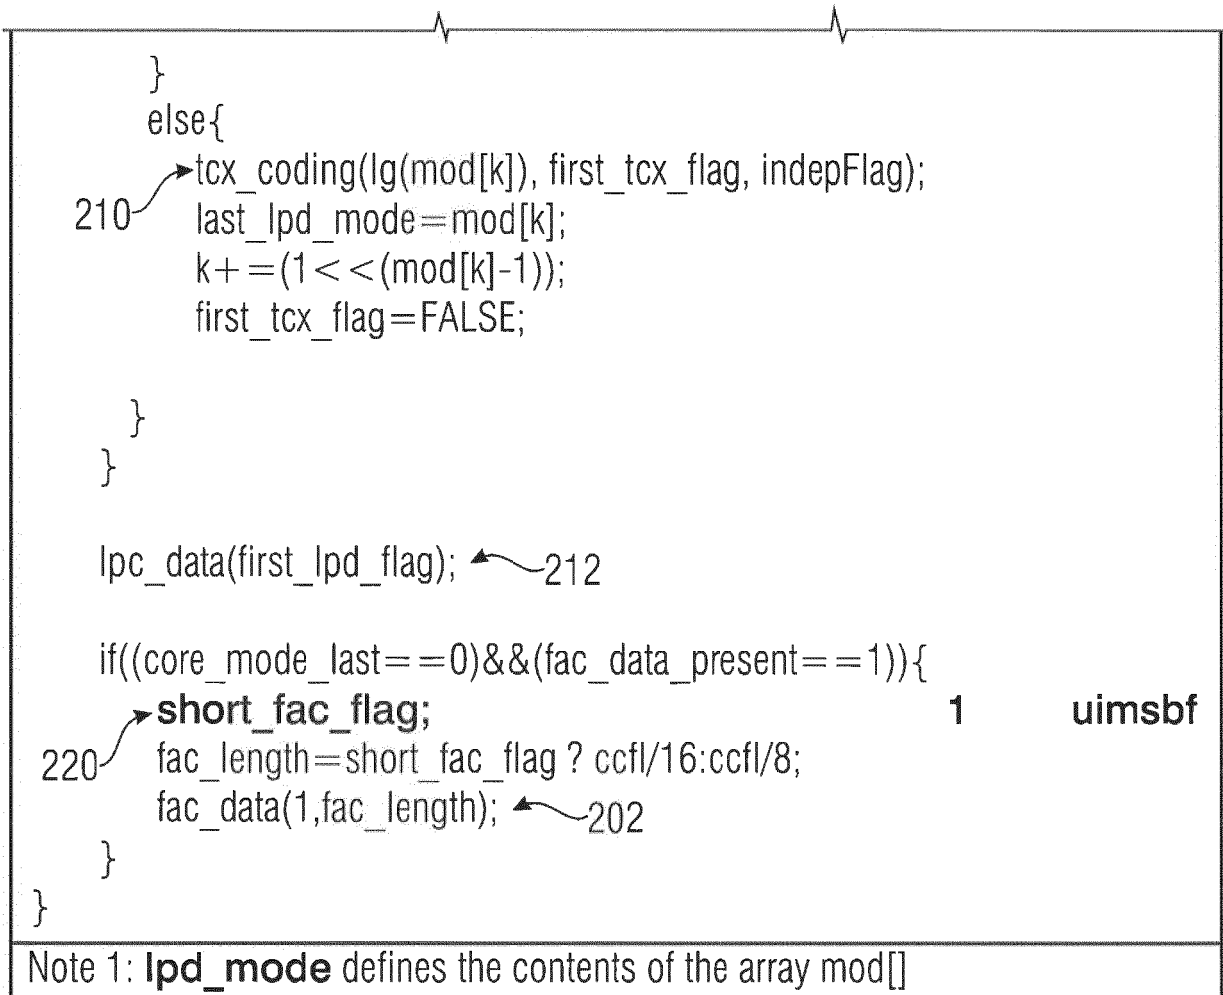 }
else{
tcx_coding(lg(mod[k]), first_tcx_flag, indepFlag);
210
last_lpd_mode=mod[k];
k+=(1<<(mod[k]-1));
first_tcx_flag=FALSE;
}
}
lpc_data(first_lpd_flag); 212
if((core_mode_last==0)&&(fac_data_present==1)){
short_fac_flag; 1 uimsbf
220
fac_length=short_fac_flag ? ccfl/16:ccfl/8;
fac_data(1,fac_length); 202
}
}
Note 1: lpd_mode defines the contents of the array mod[]